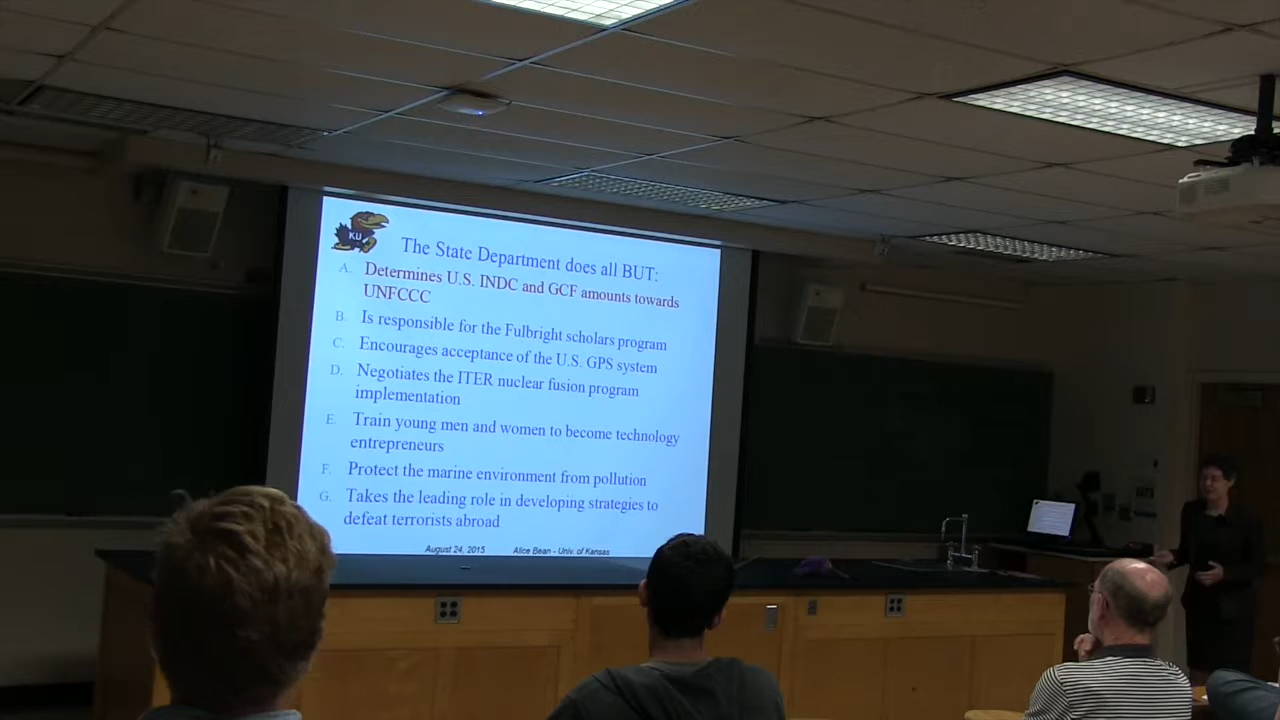 KU
The State Department does all BUT:
A. Determines U.S. INDC and GCF amounts towards
UNFCCC
B. Is responsible for the Fulbright scholars program
C. Encourages acceptance of the U.S. GPS system
D. Negotiates the ITER nuclear fusion program
implementation
E. Train young men and women to become technology
entrepreneurs
F. Protect the marine environment from pollution
G. Takes the leading role in developing strategies to
defeat terrorists abroad
August 24, 2015 Alice Bean - Univ. of Kansas